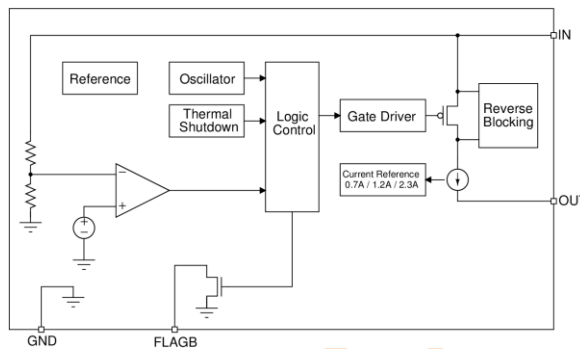 IN
Reference
Oscillator
Thermal
Shutdown
Logic
Control
Gate Driver
Reverse
Blocking
Current Reference
0.7A / 1.2A / 2.3A
−
+
+
−
OU
GND
FLAGB